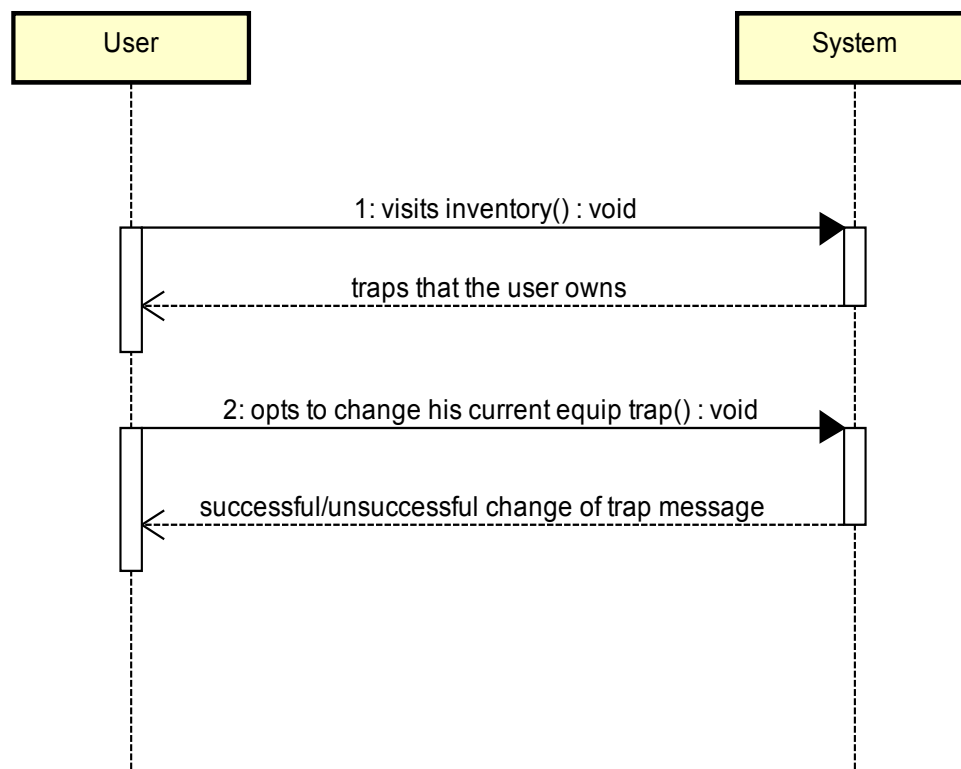 User
System
1: visits inventory() : void
traps that the user owns
2: opts to change his current equip trap() : void
successful/unsuccessful change of trap message